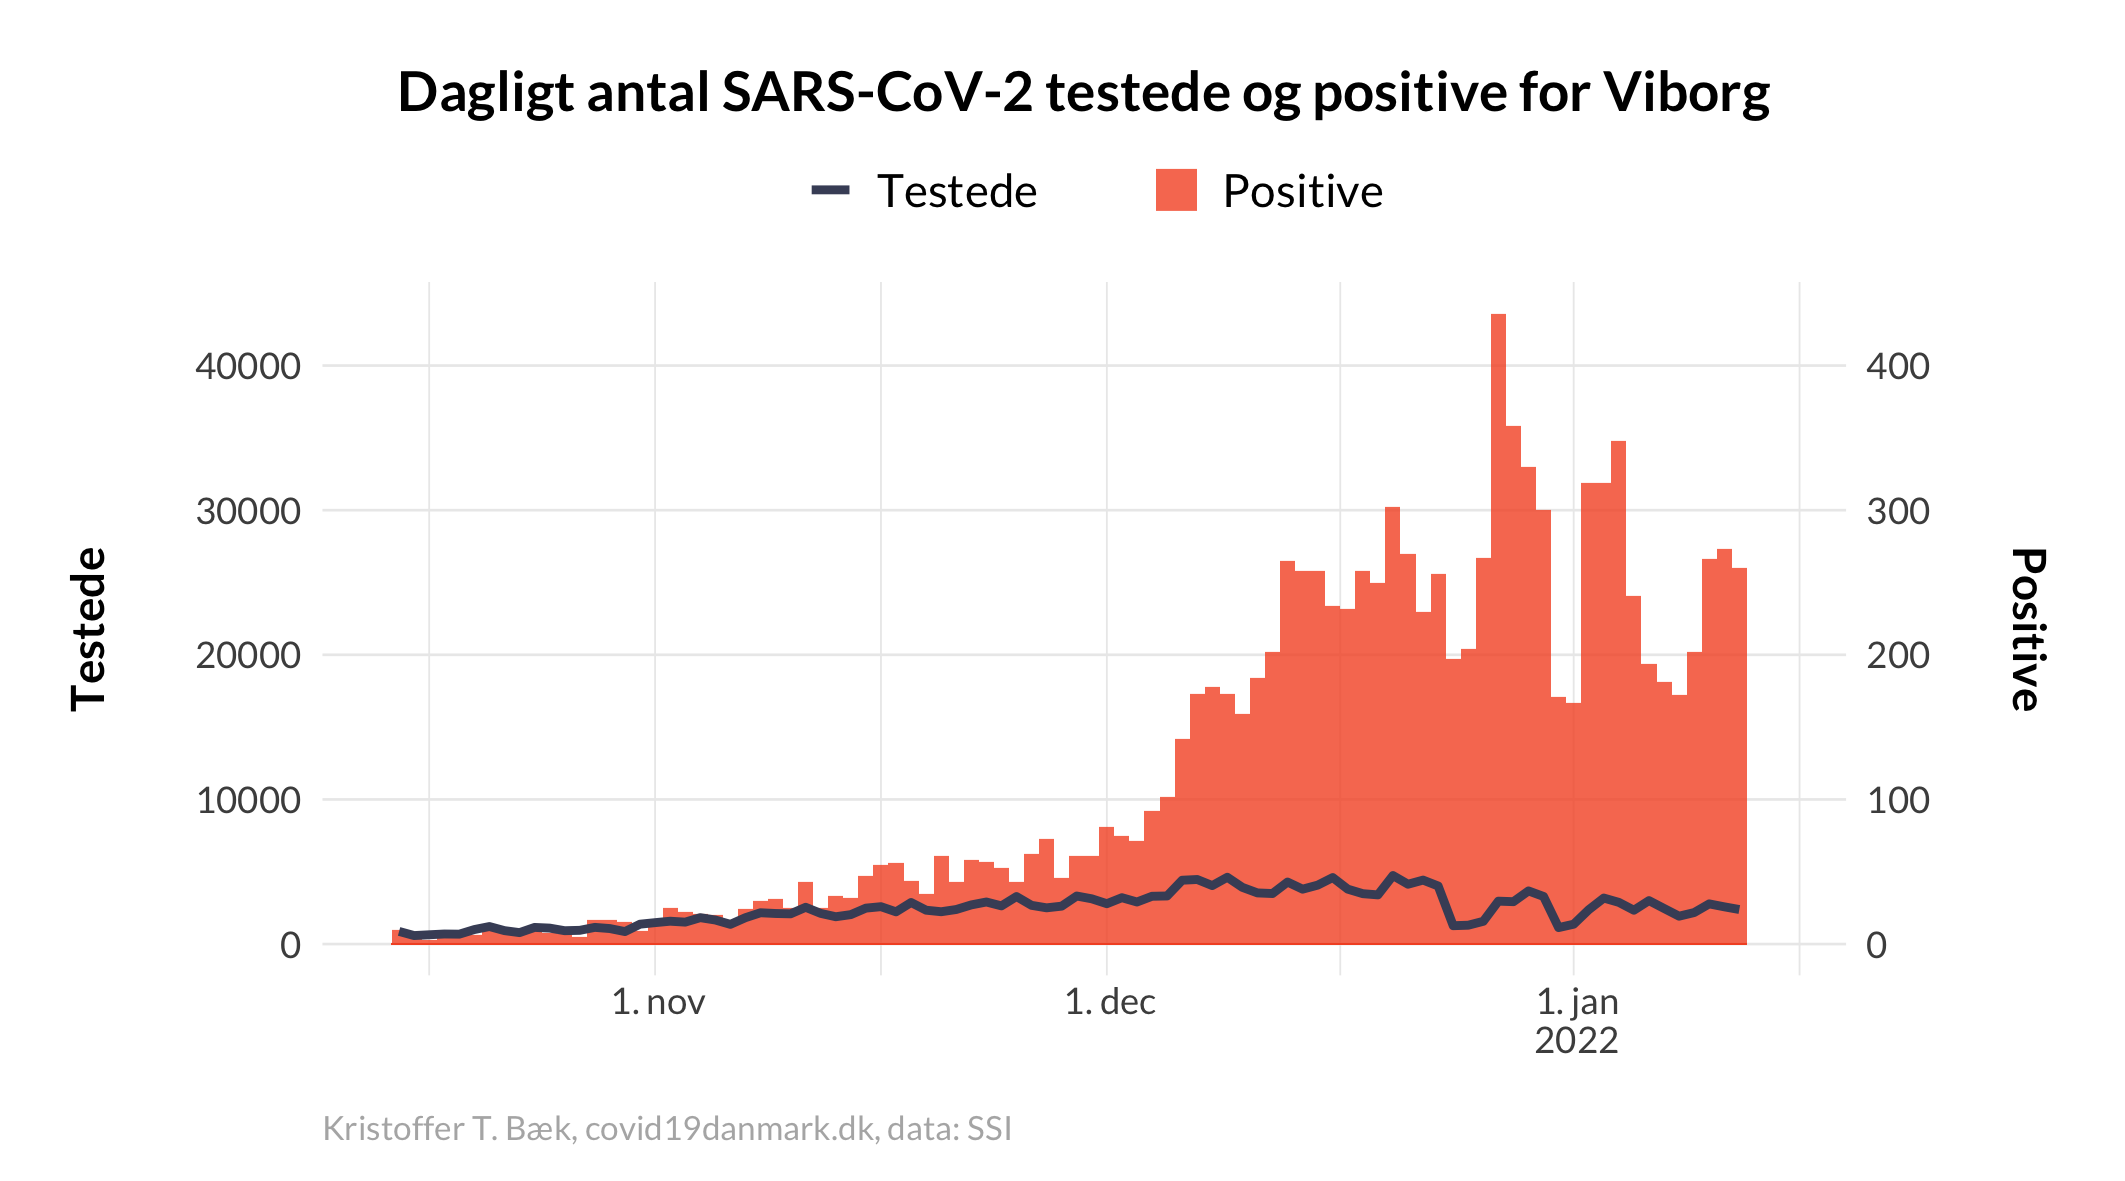 Dagligt antal SARS-CoV-2 testede og positive for Viborg
Testede
Positive
40000
30000
20000
10000
0
400
300
200
100
0
Testede
Positive
1. nov
1. dec
1. jan
2022
Kristoffer T. Bæk, covid19danmark.dk, data: SSI